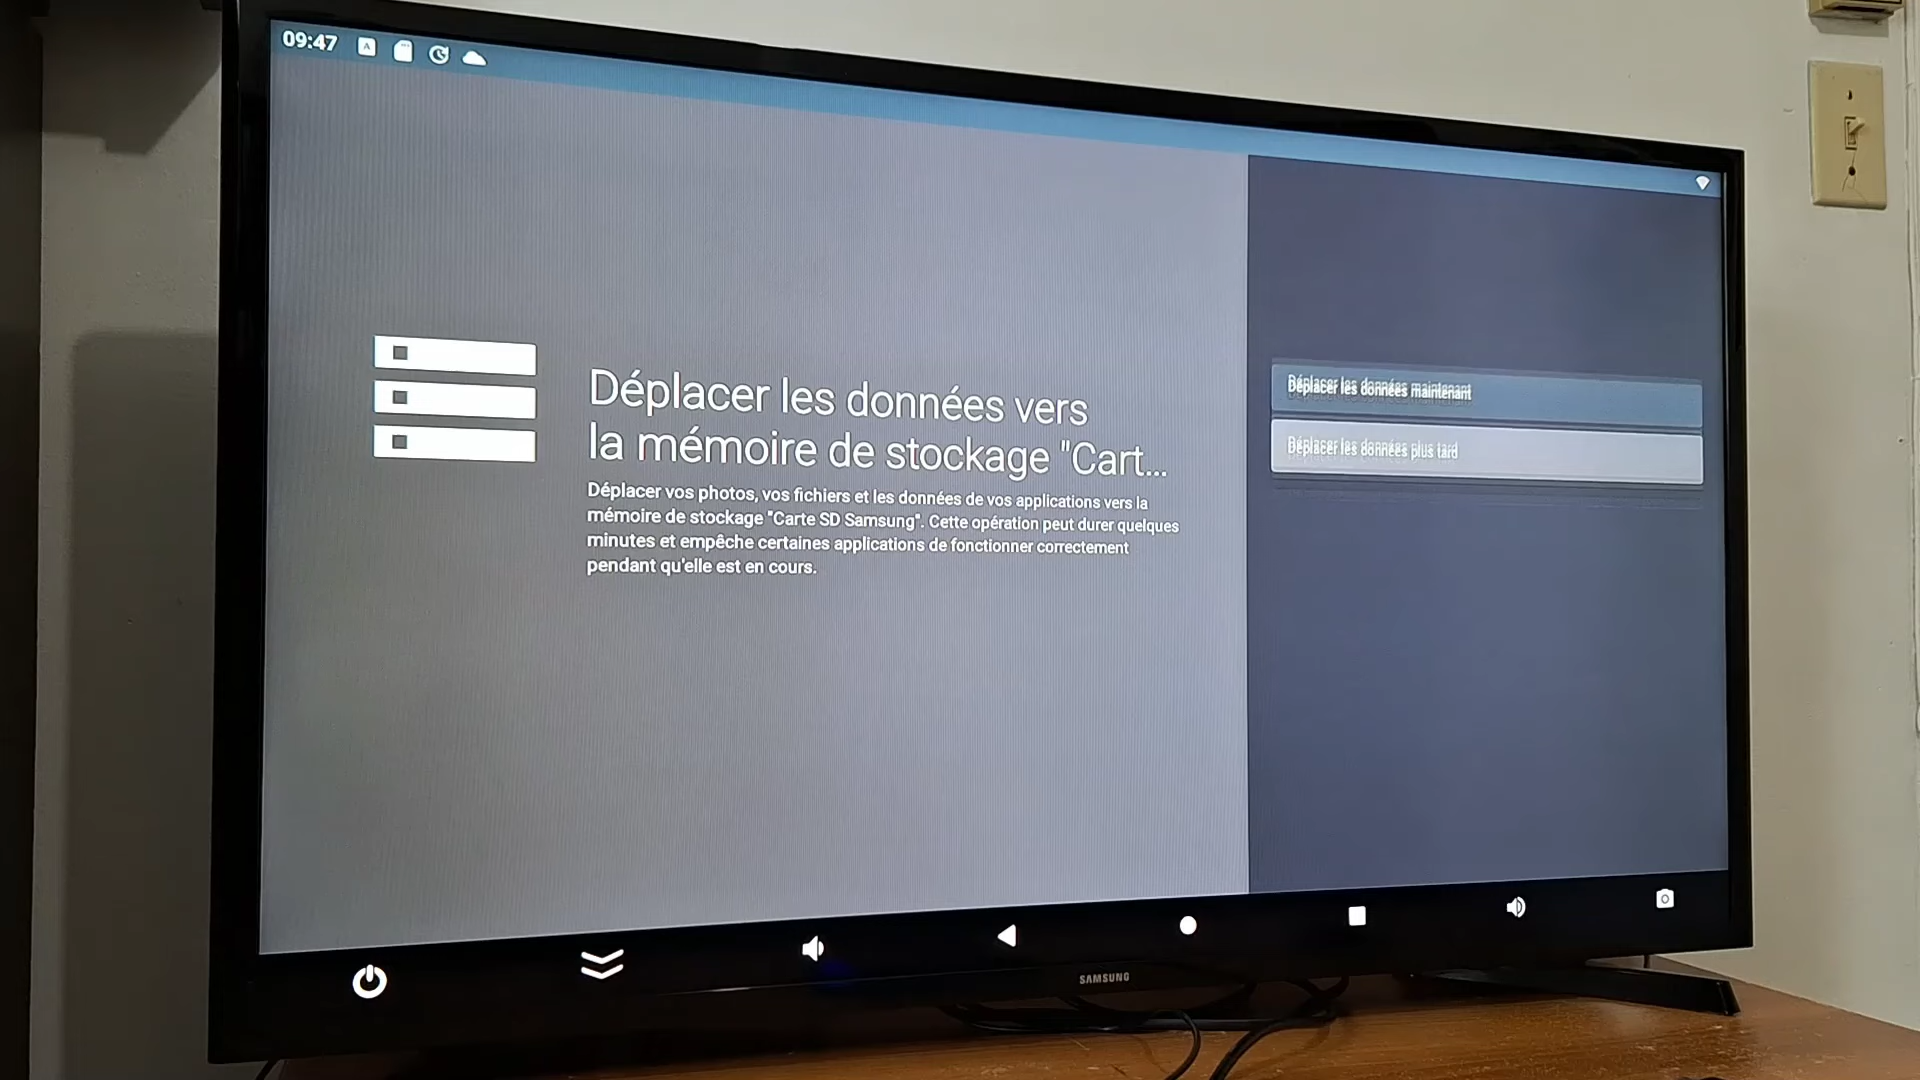 09:47
Déplacer les données vers
la mémoire de stockage "Cart...
Déplacer vos photos, vos fichiers et les données de vos applications vers la
mémoire de stockage "Carte SD Samsung". Cette opération peut durer quelques
minutes et empêche certaines applications de fonctionner correctement
pendant qu'elle est en cours.
Déplacer les données maintenant
Déplacer les données plus tard
SAMSUNG